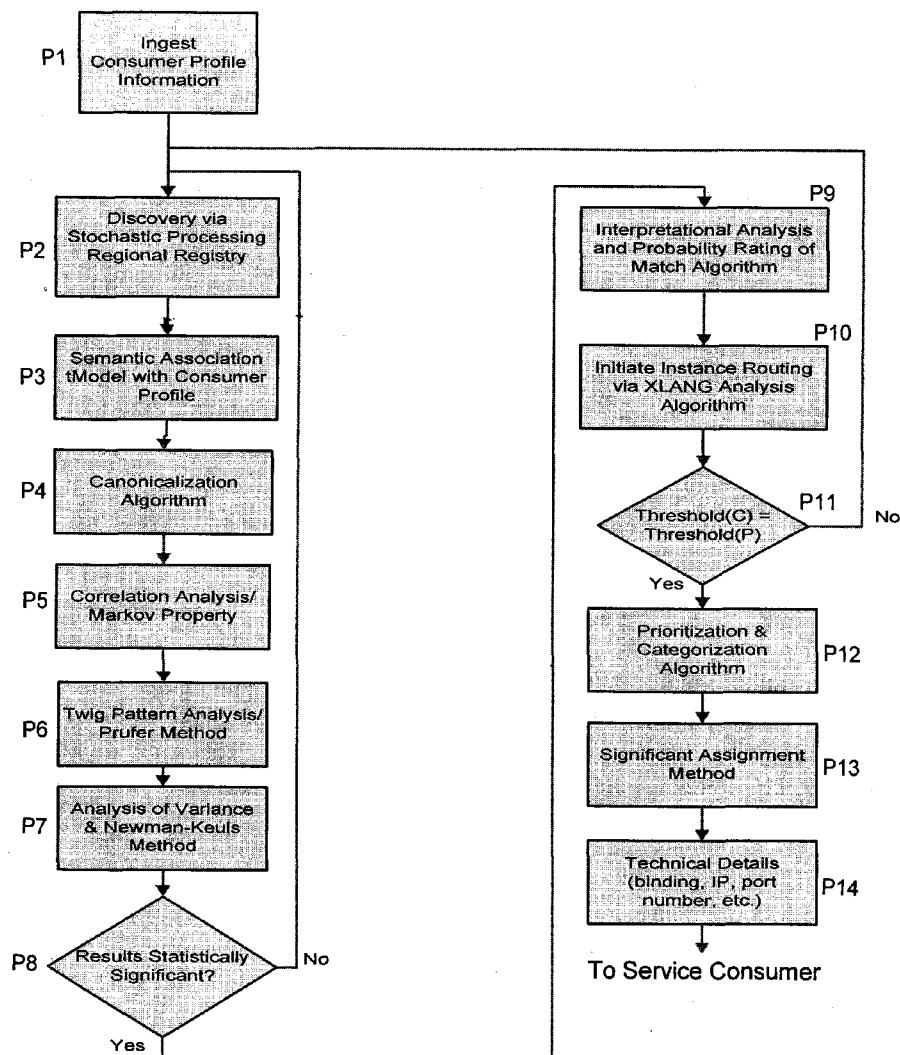 P1
Ingest
Consumer Profile
Information
P2
Discovery via
Stochastic Processing
Regional Registry
P3
Semantic Association
tModel with Consumer
Profile
P4
Canonicalization
Algorithm
P5
Correlation Analysis/
Markov Property
P6
Twig Pattern Analysis/
Prufer Method
P7
Analysis of Variance
& Newman-Keuls
Method
P8
Results Statistically
Significant?
No
Yes
P9
Interpretational Analysis
and Probability Rating of
Match Algorithm
P10
Initiate Instance Routing
via XLANG Analysis
Algorithm
P11
Threshold(C) =
Threshold(P)
No
Yes
Prioritization &
Categorization
Algorithm
P12
Significant Assignment
Method
P13
Technical Details
(binding, IP, port
number, etc.)
P14
To Service Consumer